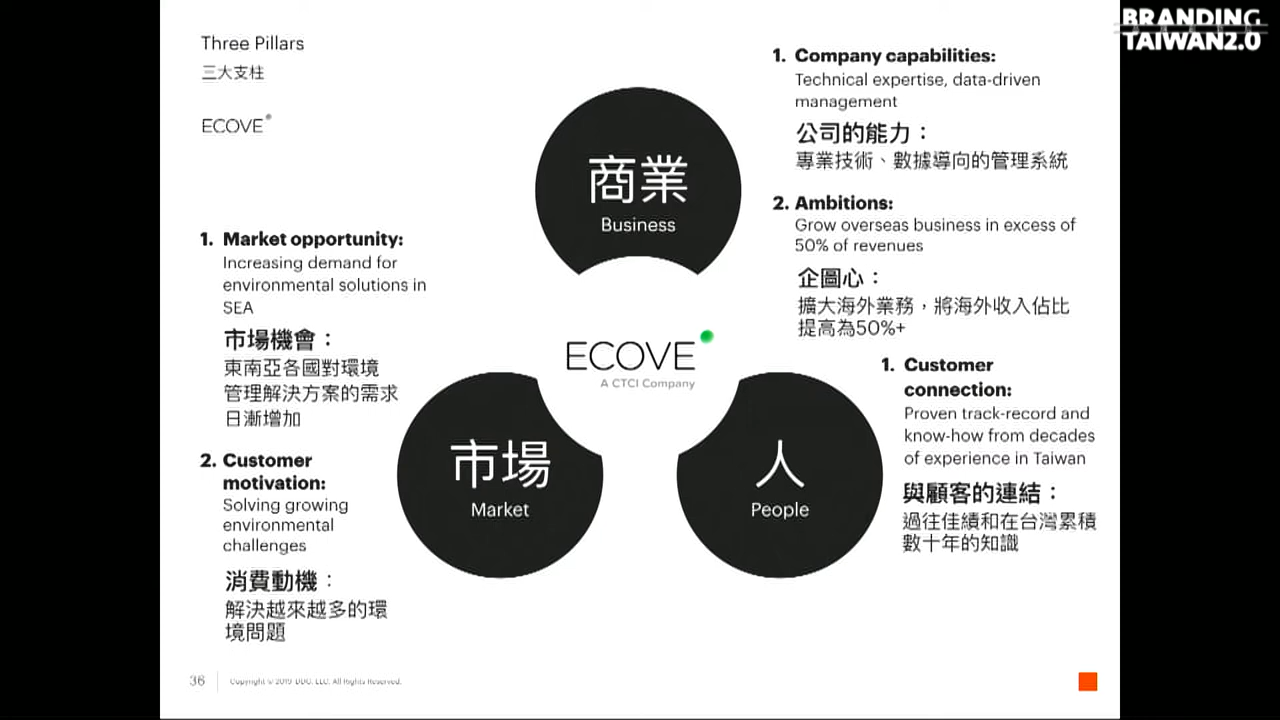 BRANDING
TAIWAN2.0
Three Pillars
三大支柱
ECOVE
商業
Business
1. Company capabilities:
Technical expertise, data-driven
management
公司的能力：
專業技術、數據導向的管理系統
2. Ambitions:
Grow overseas business in excess of
50% of revenues
企圖心：
擴大海外業務，將海外收入佔比
提高為50%+
1. Market opportunity:
Increasing demand for
environmental solutions in
SEA
市場機會：
東南亞各國對環境
管理解決方案的需求
日漸增加
2. Customer
motivation:
Solving growing
environmental
challenges
消費動機：
解決越來越多的環
境問題
ECOVE
A CTCI Company
市場
Market
人
People
1. Customer
connection:
Proven track-record and
know-how from decades
of experience in Taiwan
與顧客的連結：
過往佳績和在台灣累積
數十年的知識
36
Copyright © 2019 DDG, LLC. All Rights Reserved.